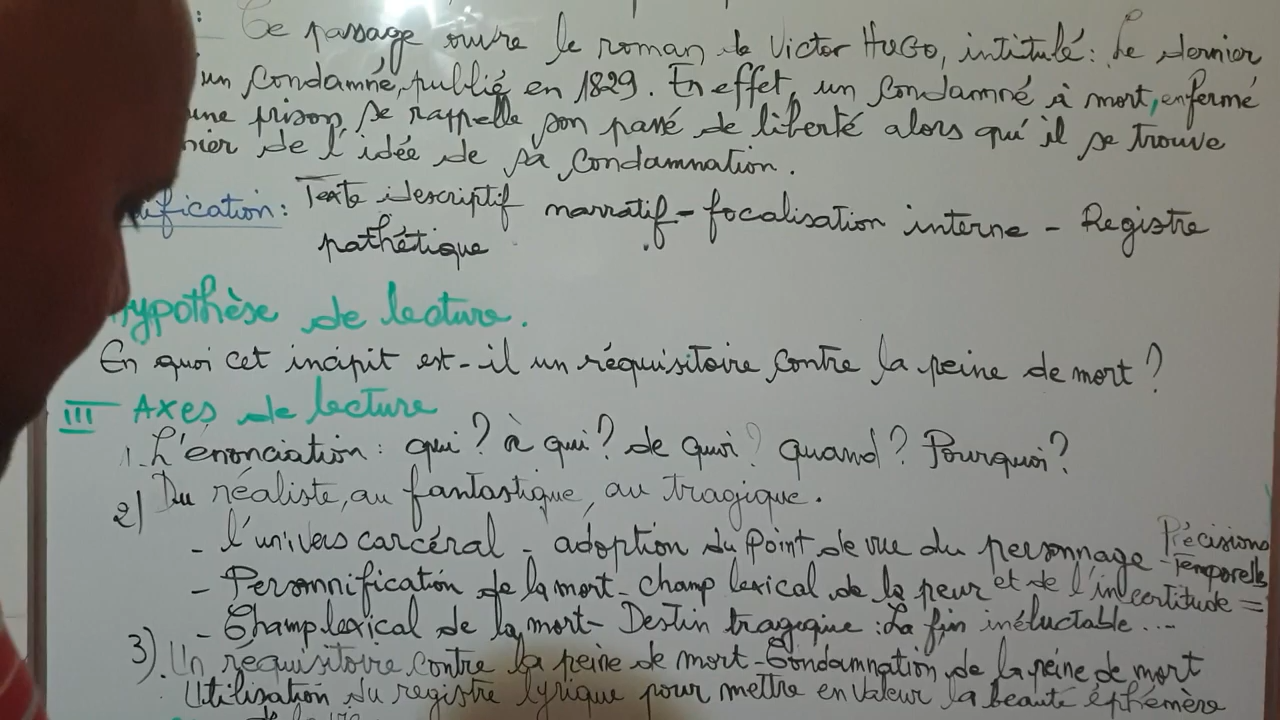 : Ce passage ouvre le roman de Victor HUGO, intitulé : Le dernier
un Condamné, publié en 1829. En effet, un Condamné à mort, enfermé
une prison se rappelle son passé de liberté alors qu'il se trouve
nier de l'idée de sa Condamnation.
ification : Texte descriptif narratif - focalisation interne - Registre
pathétique
Hypothèse de lecture.
En quoi cet incipit est-il un réquisitoire contre la peine de mort ?
III Axes de lecture
1. L'énonciation : qui ? à qui ? de quoi ? quand ? Pourquoi ?
2) Du réaliste, au fantastique, au tragique.
- l'univers carcéral - adoption du Point de vue du personnage - Précisions Temporelles
- Personnification de la mort - champ lexical de la peur et de l'incertitude =
- Champ lexical de la mort - Destin tragique : La fin inéluctable ...
3). Un réquisitoire contre la peine de mort - Condamnation de la peine de mort
Utilisation du registre lyrique pour mettre en valeur la beauté éphémère
de la vie